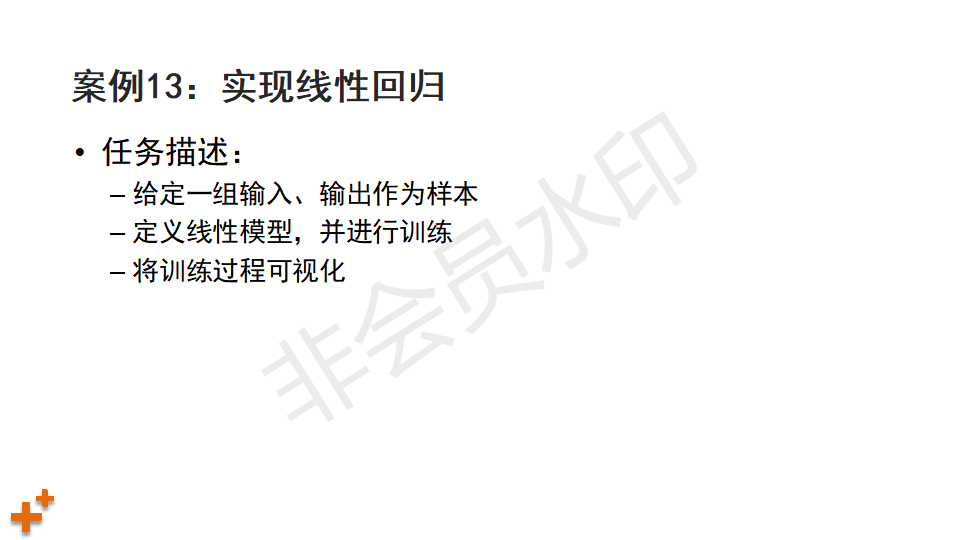 案例13：实现线性回归
• 任务描述：
– 给定一组输入、输出作为样本
– 定义线性模型，并进行训练
– 将训练过程可视化
非会员水印